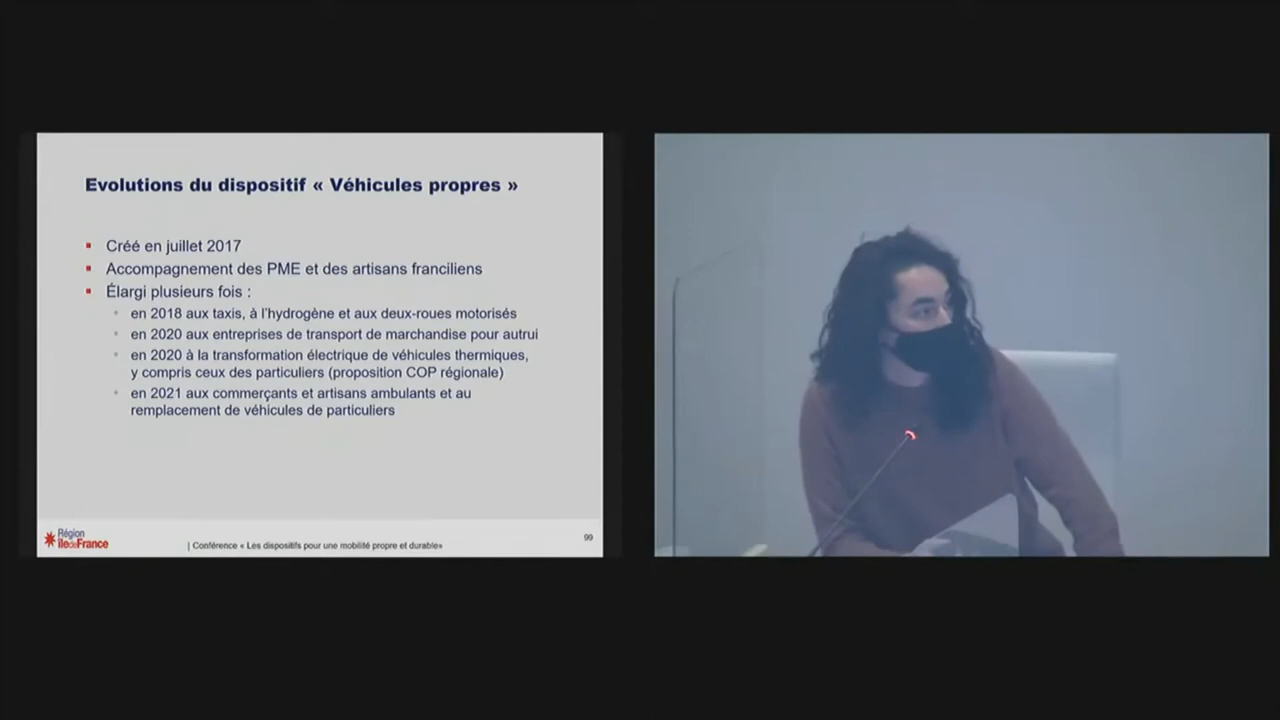 Evolutions du dispositif « Véhicules propres »
Créé en juillet 2017
Accompagnement des PME et des artisans franciliens
Élargi plusieurs fois :
en 2018 aux taxis, à l'hydrogène et aux deux-roues motorisés
en 2020 aux entreprises de transport de marchandise pour autrui
en 2020 à la transformation électrique de véhicules thermiques,
y compris ceux des particuliers (proposition COP régionale)
en 2021 aux commerçants et artisans ambulants et au
remplacement de véhicules de particuliers
Région
îledeFrance
| Conférence « Les dispositifs pour une mobilité propre et durable»
99